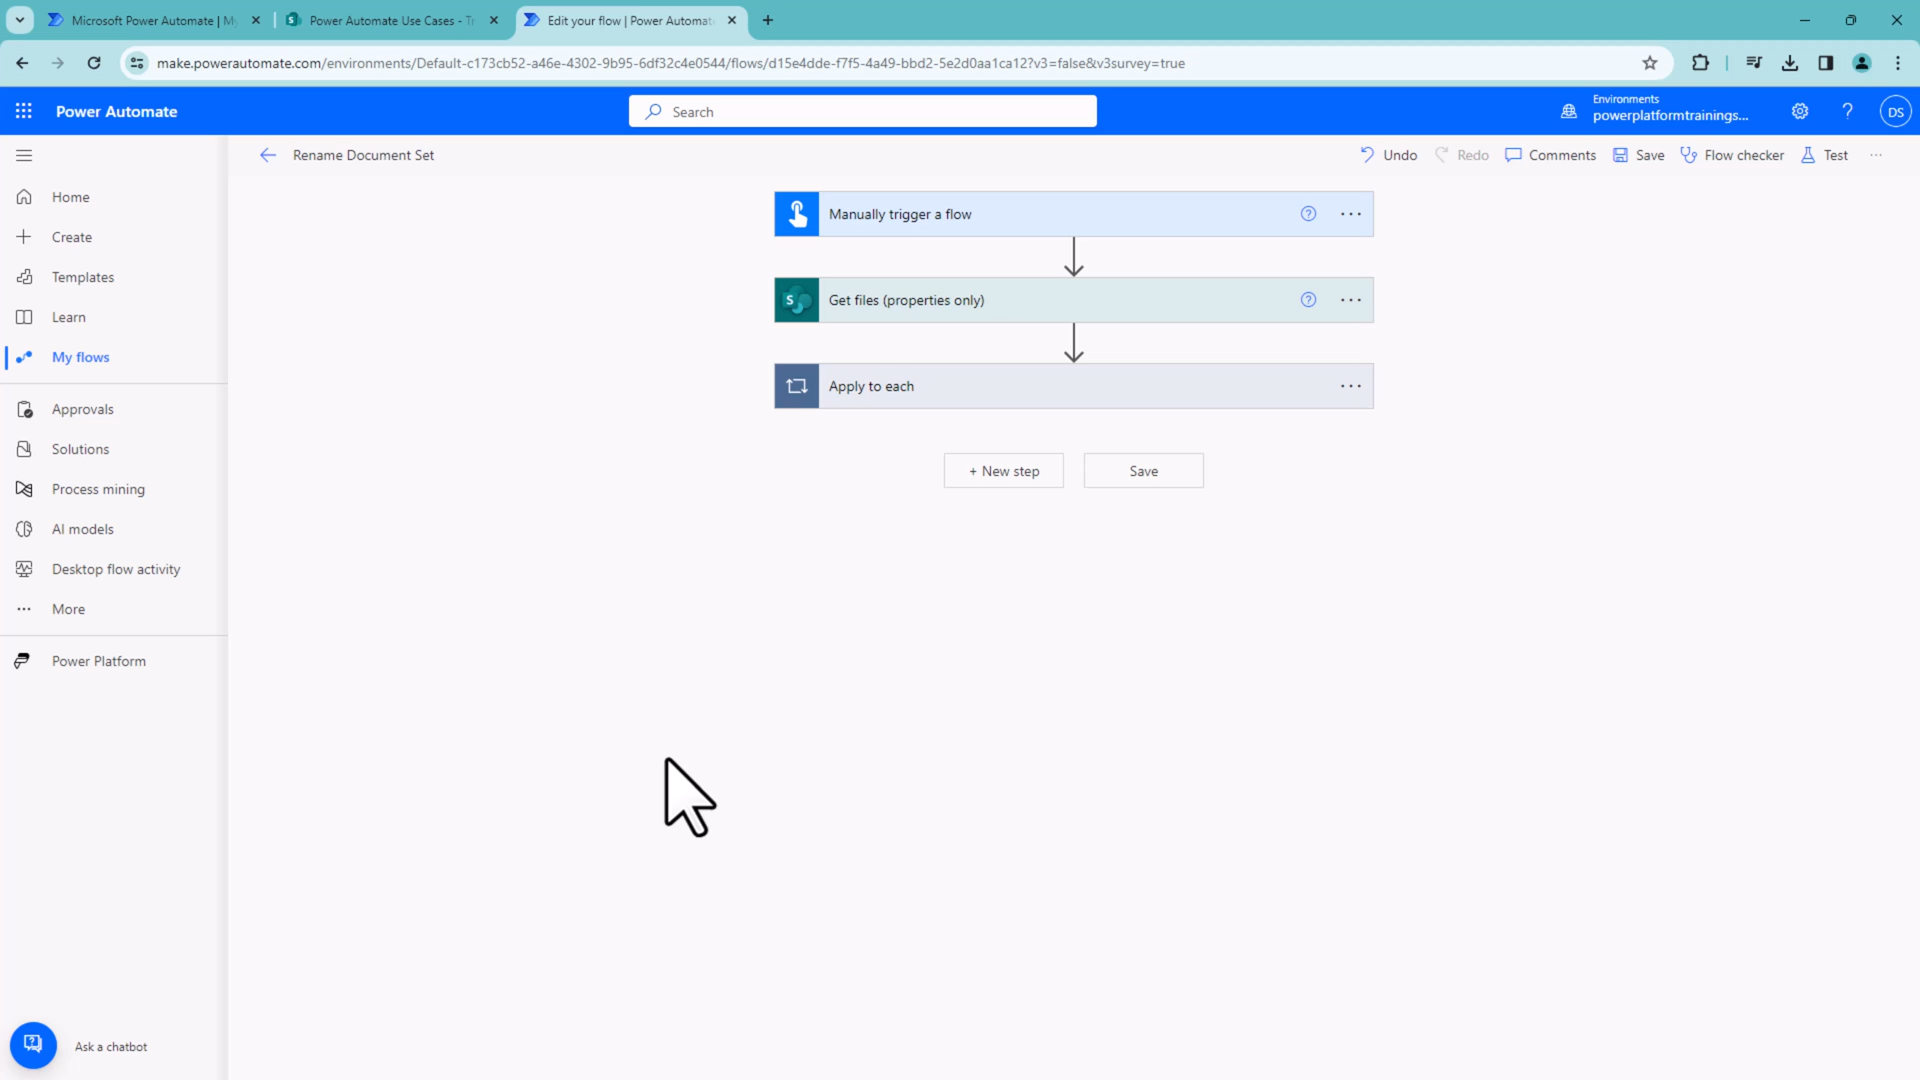 Microsoft Power Automate | My
Power Automate Use Cases - Tr
Edit your flow | Power Automat
make.powerautomate.com/environments/Default-c173cb52-a46e-4302-9b95-6df32c4e0544/flows/d15e4dde-f7f5-4a49-bbd2-5e2d0aa1ca12?v3=false&v3survey=true
Power Automate
Search
Environments
powerplatformtrainings...
DS
Rename Document Set
Undo
Redo
Comments
Save
Flow checker
Test
Home
Create
Templates
Learn
My flows
Approvals
Solutions
Process mining
AI models
Desktop flow activity
More
Power Platform
Ask a chatbot
Manually trigger a flow
S
Get files (properties only)
Apply to each
+ New step
Save